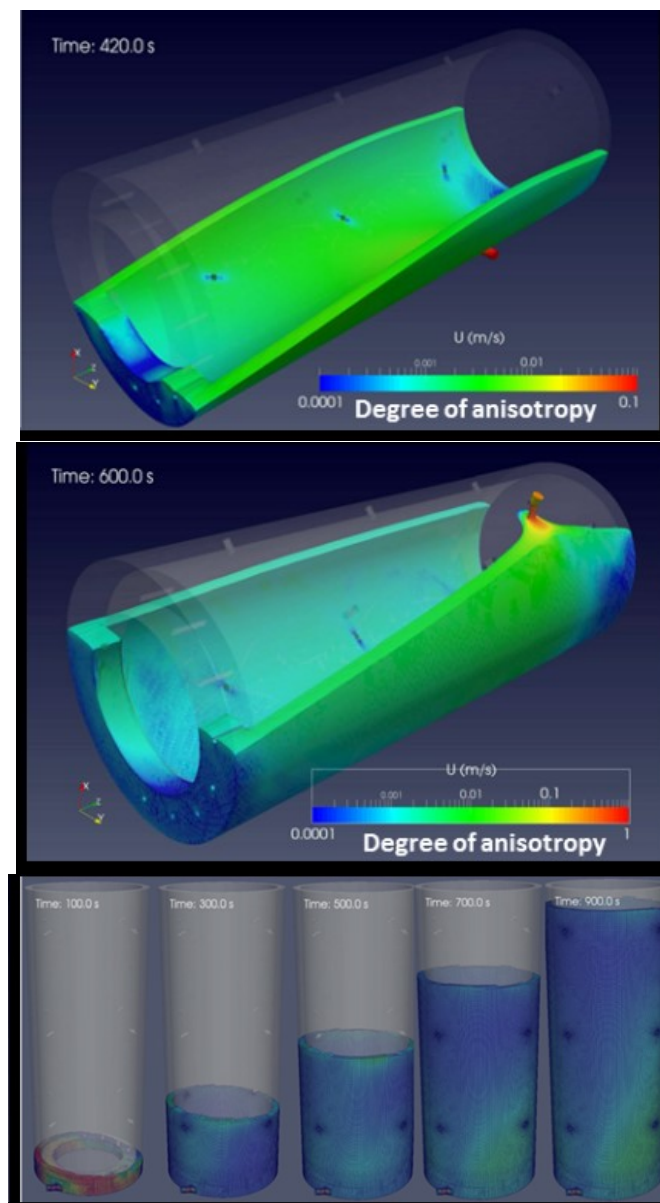 Time: 420.0 s
X
Z
Y
U (m/s)
0.001 0.01
0.0001 Degree of anisotropy 0.1
Time: 600.0 s
X
Z
Y
U (m/s)
0.001 0.01 0.1
0.0001 Degree of anisotropy 1
Time: 100.0 s Time: 300.0 s Time: 500.0 s Time: 700.0 s Time: 900.0 s